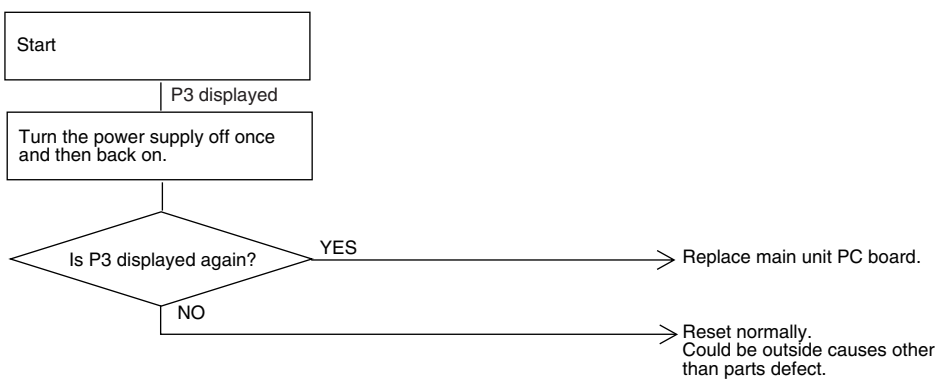 Start
P3 displayed
Turn the power supply off once
and then back on.
Is P3 displayed again?
YES
Replace main unit PC board.
NO
Reset normally.
Could be outside causes other
than parts defect.